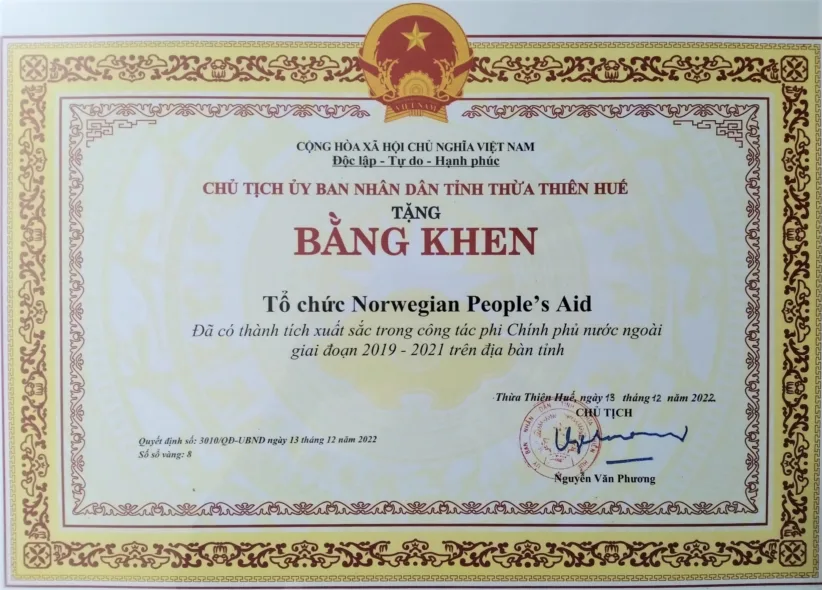 VIỆT NAM
CỘNG HÒA XÃ HỘI CHỦ NGHĨA VIỆT NAM
Độc lập - Tự do - Hạnh phúc
CHỦ TỊCH ỦY BAN NHÂN DÂN TỈNH THỪA THIÊN HUẾ
TẶNG
BẰNG KHEN
Tổ chức Norwegian People's Aid
Đã có thành tích xuất sắc trong công tác phi Chính phủ nước ngoài
giai đoạn 2019 - 2021 trên địa bàn tỉnh
Thừa Thiên Huế, ngày 13 tháng 12 năm 2022
CHỦ TỊCH
Quyết định số: 3010/QĐ-UBND ngày 13 tháng 12 năm 2022
Số sổ vàng: 8
Nguyễn Văn Phương